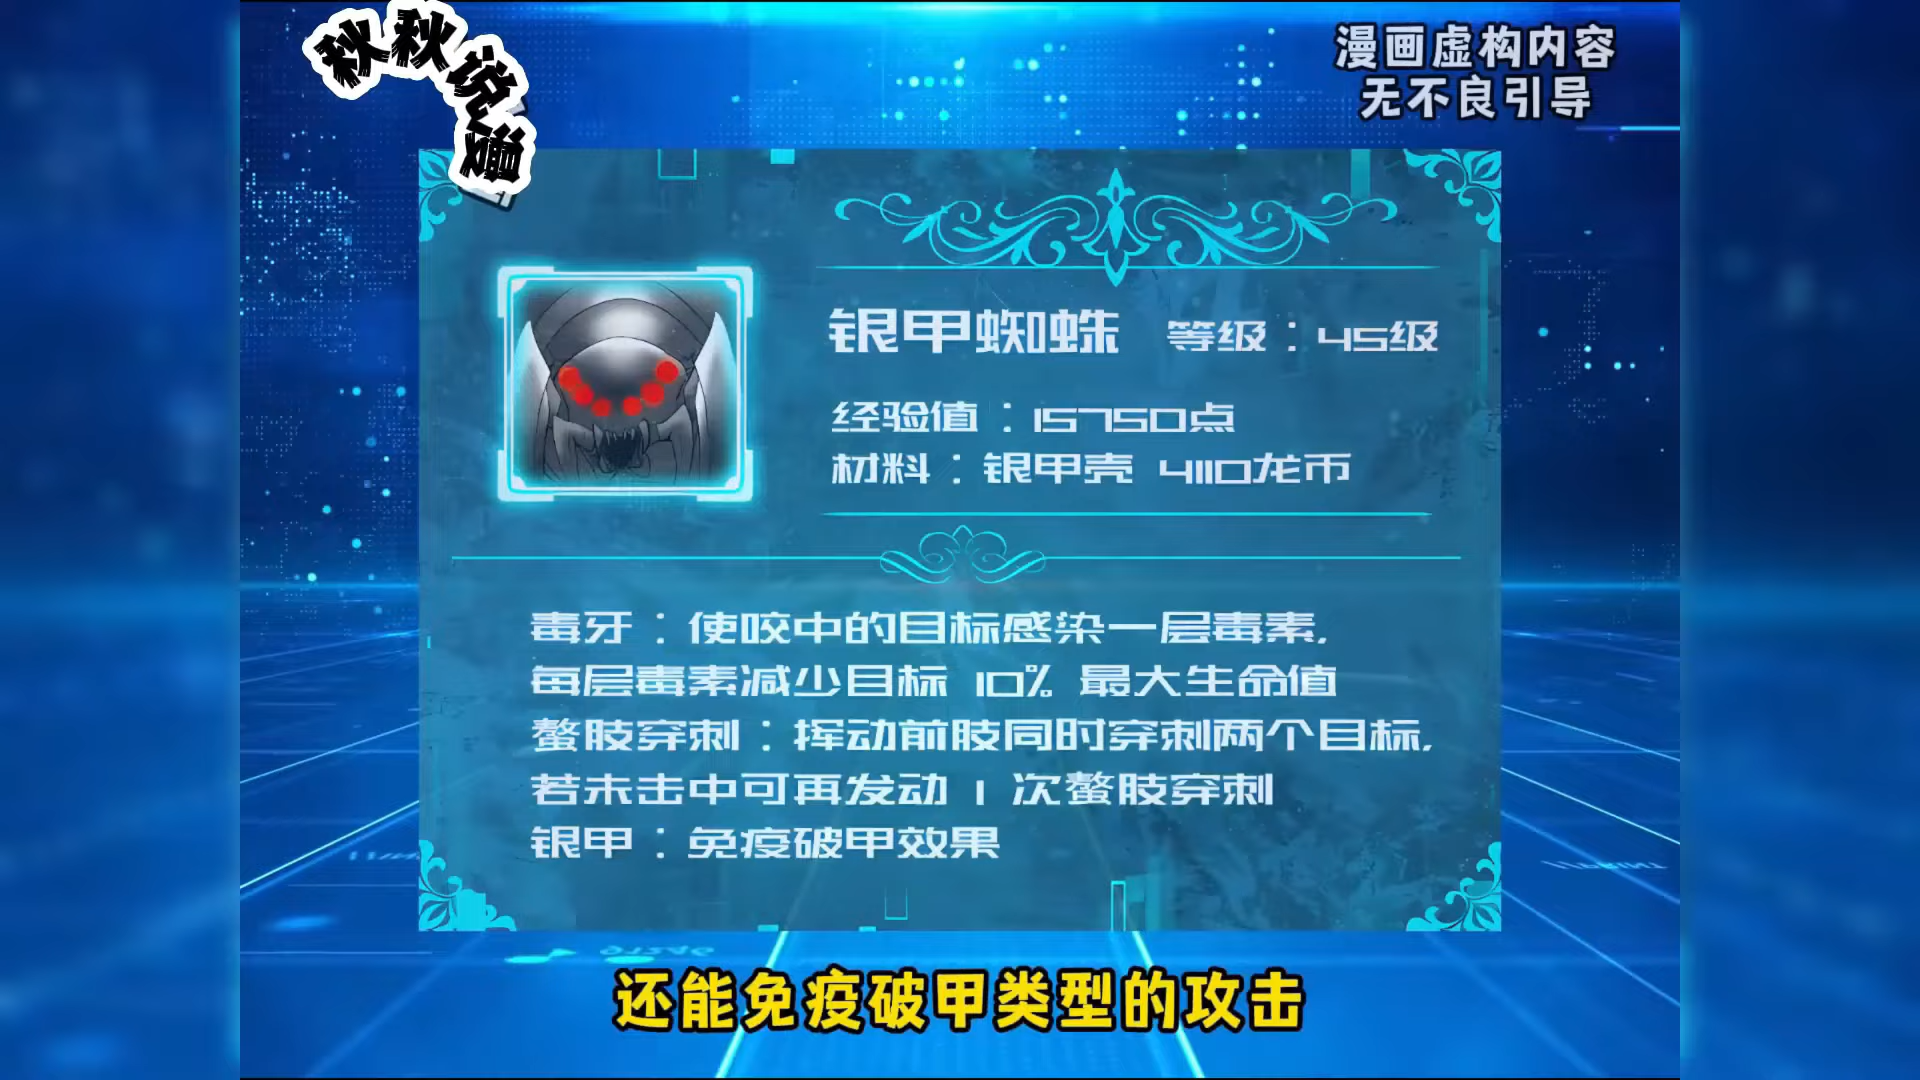 秋秋说漫
漫画虚构内容
无不良引导
银甲蜘蛛 等级：45级
经验值：15750点
材料：银甲壳 4110龙币
毒牙：使咬中的目标感染一层毒素，
每层毒素减少目标 10% 最大生命值
螯肢穿刺：挥动前肢同时穿刺两个目标，
若未击中可再发动 1 次螯肢穿刺
银甲：免疫破甲效果
还能免疫破甲类型的攻击